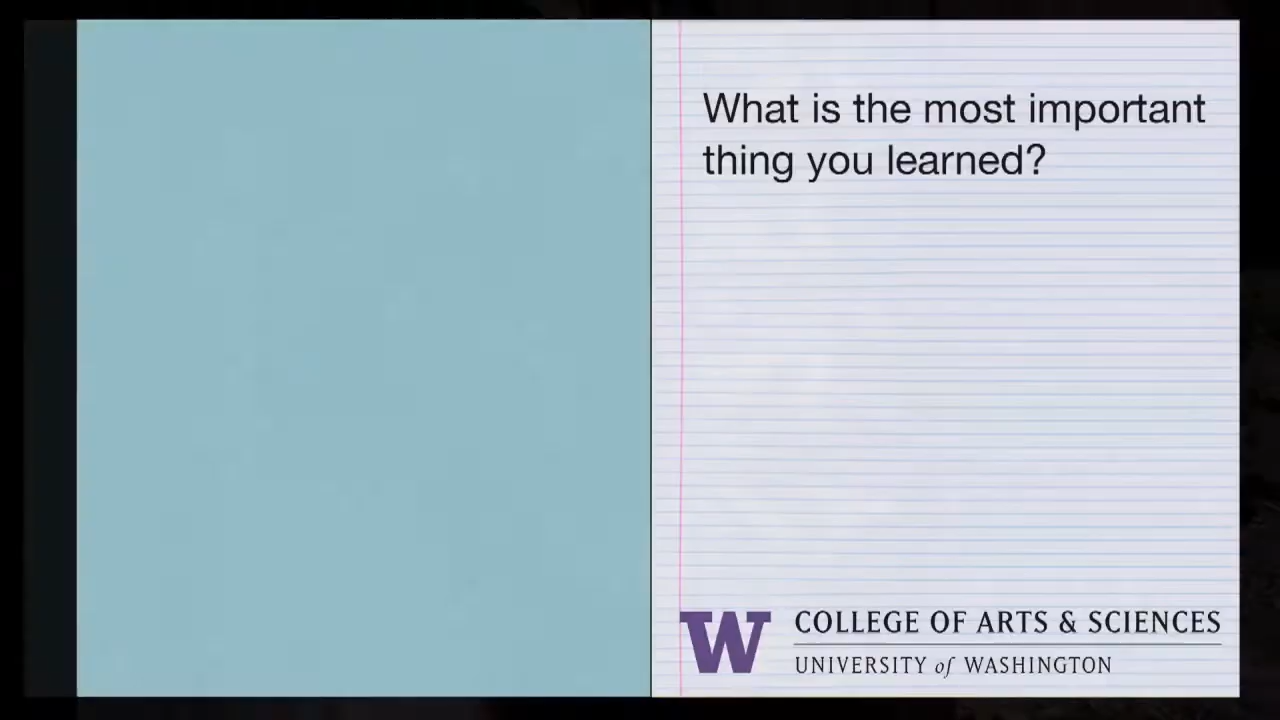 What is the most important
thing you learned?
W COLLEGE OF ARTS & SCIENCES
UNIVERSITY of WASHINGTON